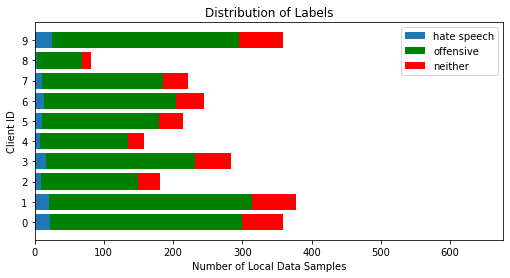 Distribution of Labels
hate speech
offensive
neither
Client ID
9
8
7
6
5
4
3
2
1
0
0 100 200 300 400 500 600
Number of Local Data Samples